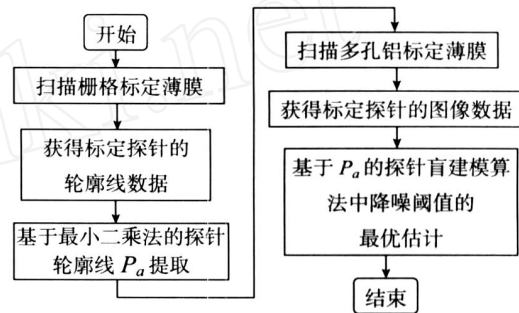 开始
扫描栅格标定薄膜
获得标定探针的
轮廓线数据
基于最小二乘法的探针
轮廓线 Pa 提取
扫描多孔铝标定薄膜
获得标定探针的图像数据
基于 Pa 的探针盲建模算
法中降噪阈值的
最优估计
结束